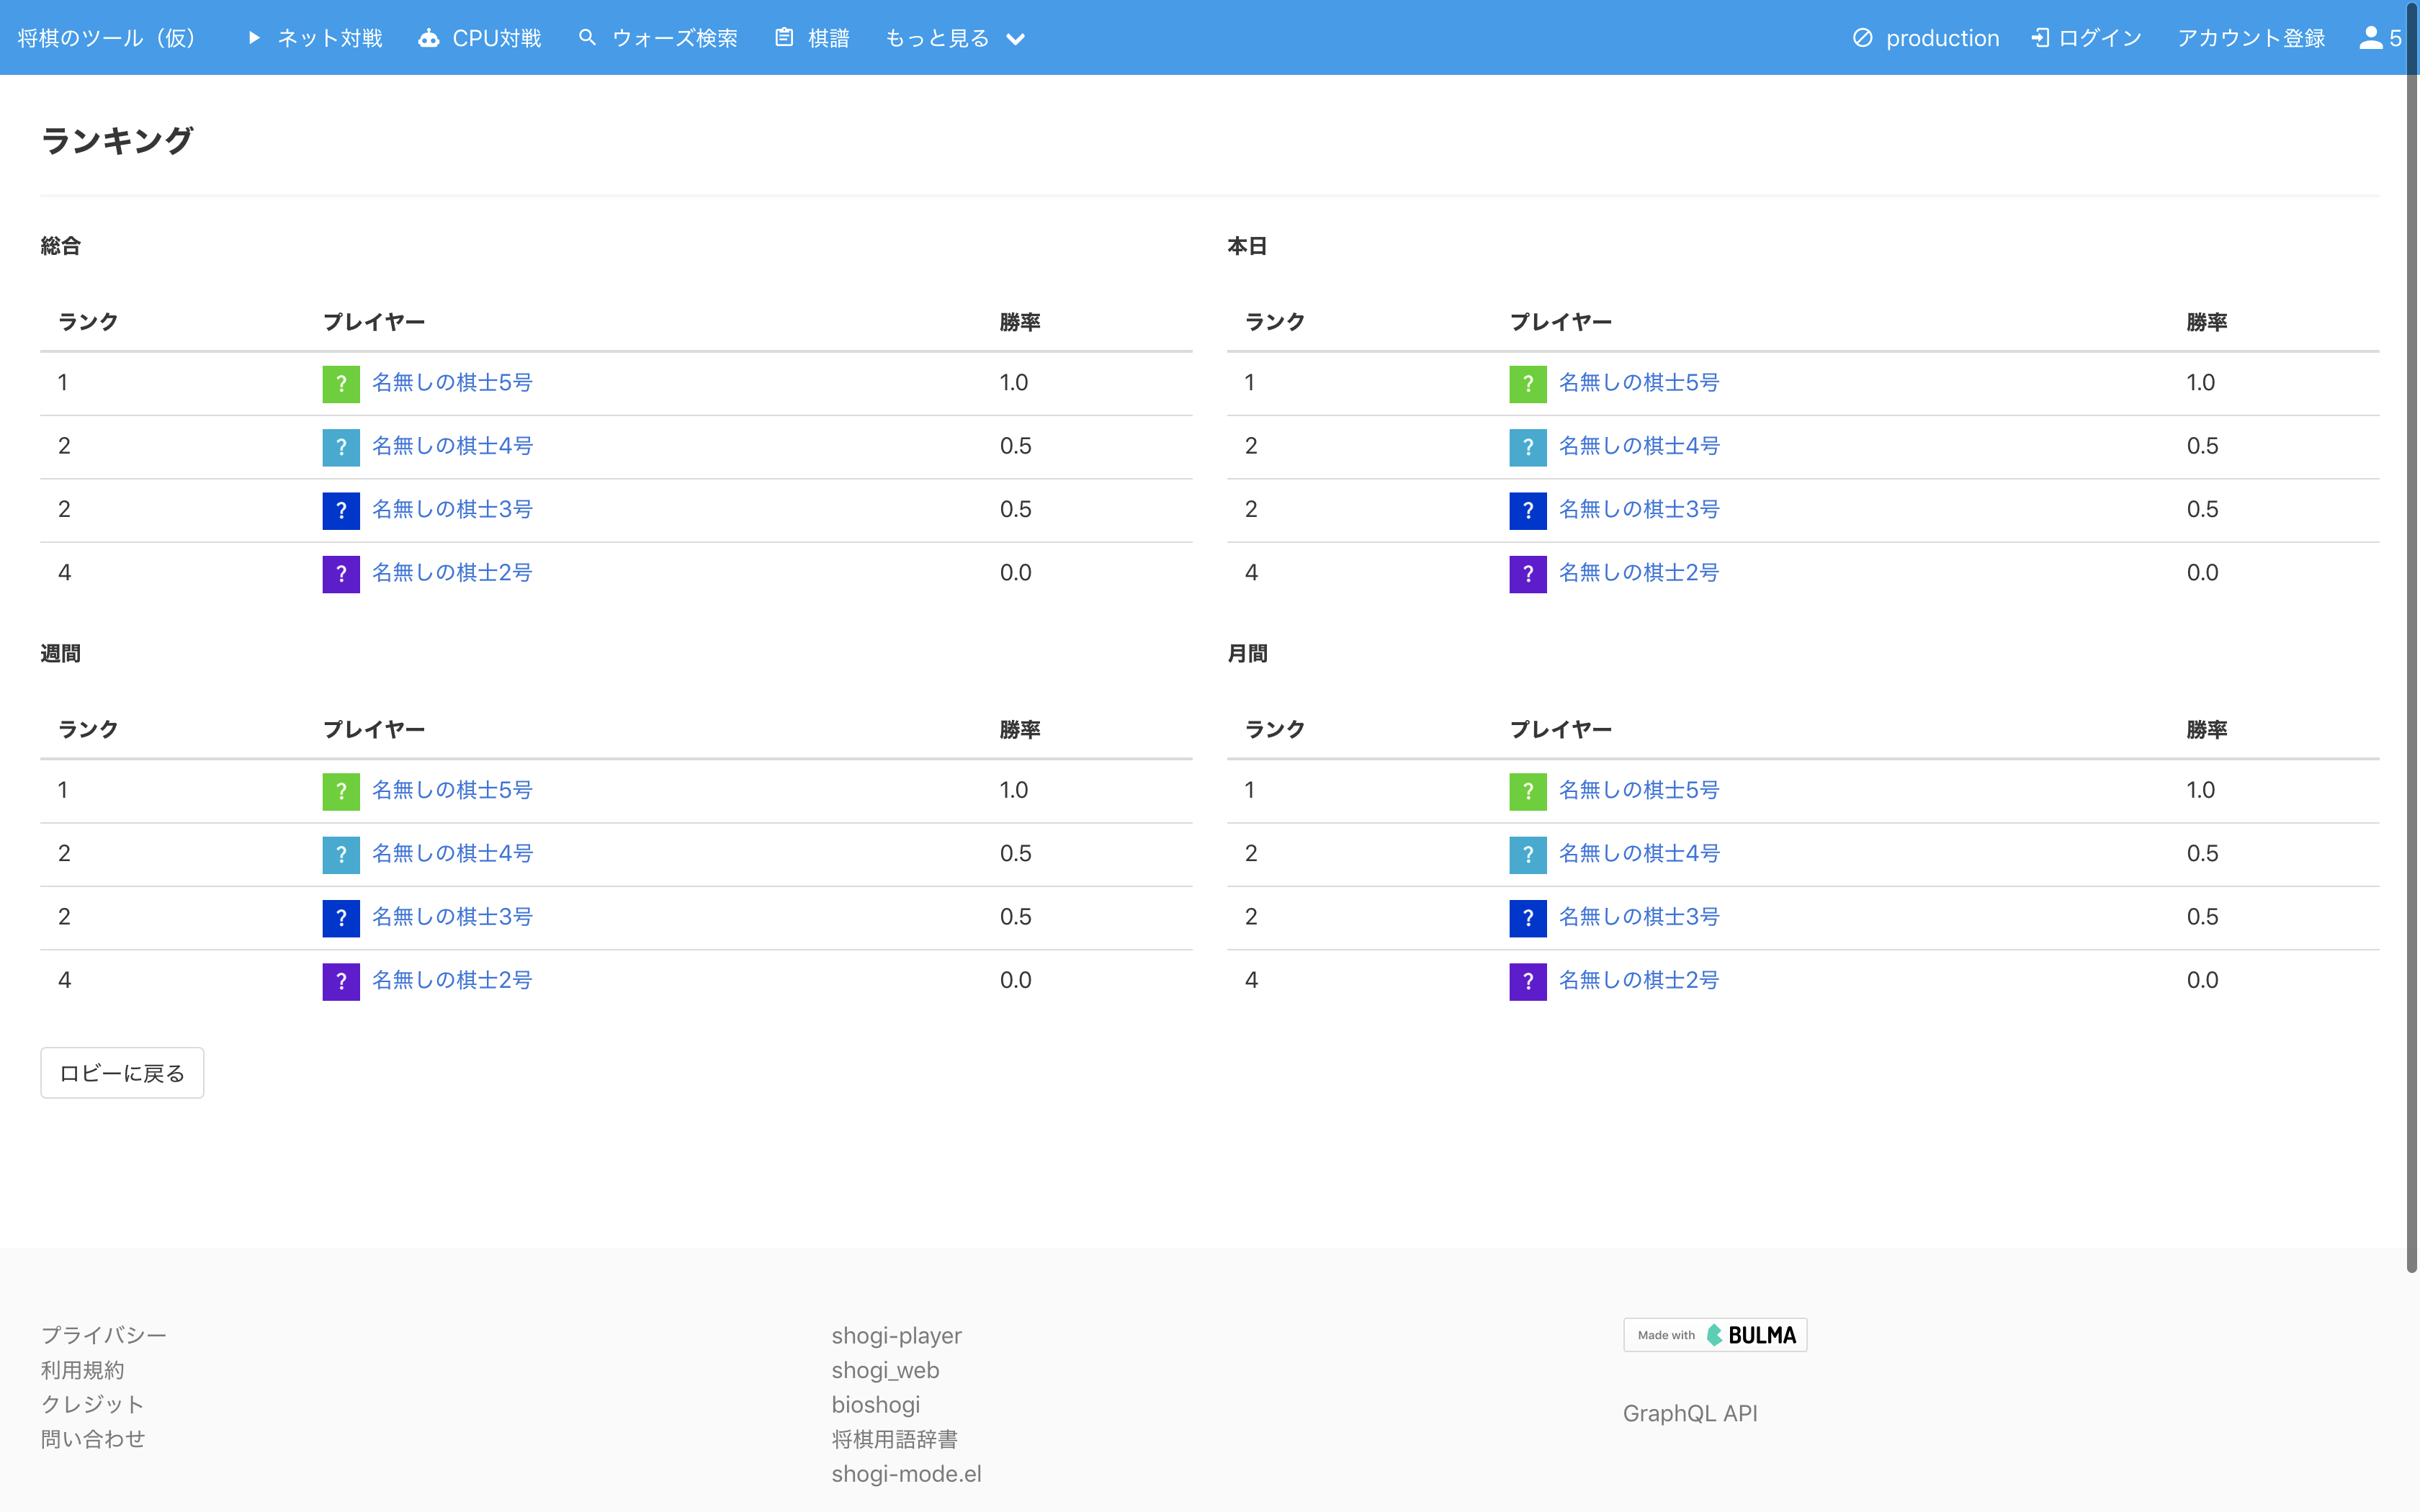 将棋のツール（仮） ネット対戦 CPU対戦 ウォーズ検索 棋譜 もっと見る production ログイン アカウント登録 5
ランキング
総合
ランク プレイヤー 勝率
1 ? 名無しの棋士5号 1.0
2 ? 名無しの棋士4号 0.5
2 ? 名無しの棋士3号 0.5
4 ? 名無しの棋士2号 0.0
本日
ランク プレイヤー 勝率
1 ? 名無しの棋士5号 1.0
2 ? 名無しの棋士4号 0.5
2 ? 名無しの棋士3号 0.5
4 ? 名無しの棋士2号 0.0
週間
ランク プレイヤー 勝率
1 ? 名無しの棋士5号 1.0
2 ? 名無しの棋士4号 0.5
2 ? 名無しの棋士3号 0.5
4 ? 名無しの棋士2号 0.0
月間
ランク プレイヤー 勝率
1 ? 名無しの棋士5号 1.0
2 ? 名無しの棋士4号 0.5
2 ? 名無しの棋士3号 0.5
4 ? 名無しの棋士2号 0.0
ロビーに戻る
プライバシー
利用規約
クレジット
問い合わせ
shogi-player
shogi_web
bioshogi
将棋用語辞書
shogi-mode.el
Made with BULMA
GraphQL API